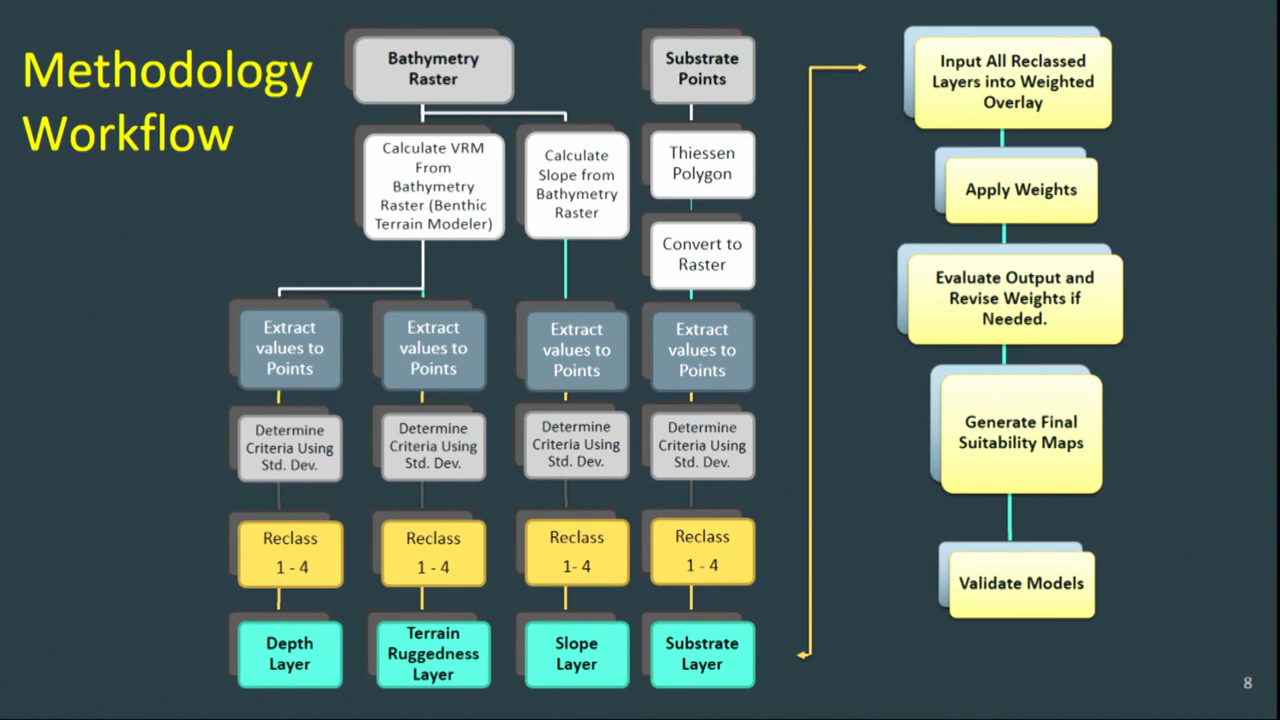 Methodology
Workflow
Bathymetry
Raster
Calculate VRM
From
Bathymetry
Raster (Benthic
Terrain Modeler)
Calculate
Slope from
Bathymetry
Raster
Substrate
Points
Thiessen
Polygon
Convert to
Raster
Extract
values to
Points
Extract
values to
Points
Extract
values to
Points
Extract
values to
Points
Determine
Criteria Using
Std. Dev.
Determine
Criteria Using
Std. Dev.
Determine
Criteria Using
Std. Dev.
Determine
Criteria Using
Std. Dev.
Reclass
1 - 4
Reclass
1 - 4
Reclass
1- 4
Reclass
1 - 4
Depth
Layer
Terrain
Ruggedness
Layer
Slope
Layer
Substrate
Layer
Input All Reclassed
Layers into Weighted
Overlay
Apply Weights
Evaluate Output and
Revise Weights if
Needed.
Generate Final
Suitability Maps
Validate Models
8